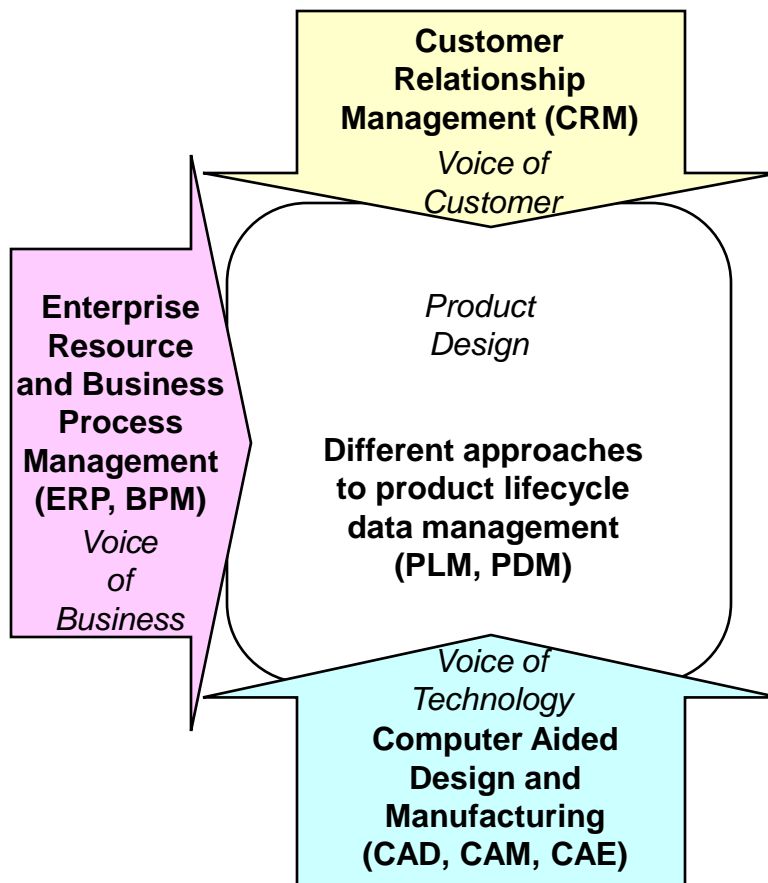 Customer
Relationship
Management (CRM)
Voice of
Customer
Enterprise
Resource
and Business
Process
Management
(ERP, BPM)
Voice
of
Business
Product
Design
Different approaches
to product lifecycle
data management
(PLM, PDM)
Voice of
Technology
Computer Aided
Design and
Manufacturing
(CAD, CAM, CAE)